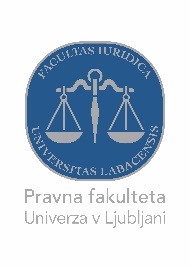 FACULTAS IURIDICA
UNIVERSITAS LABACENSIS
Pravna fakulteta
Univerza v Ljubljani